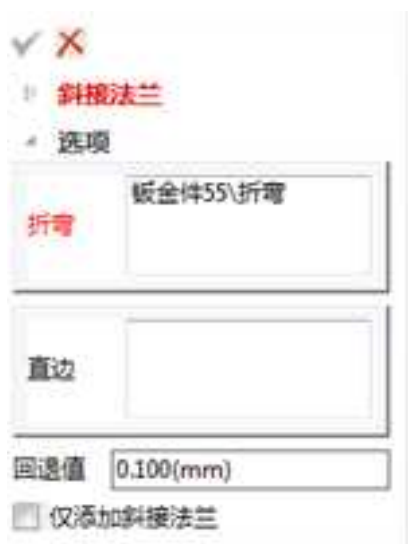 斜接法兰
选项
钣金件55\折弯
折弯
直边
回退值 0.100(mm)
仅添加斜接法兰